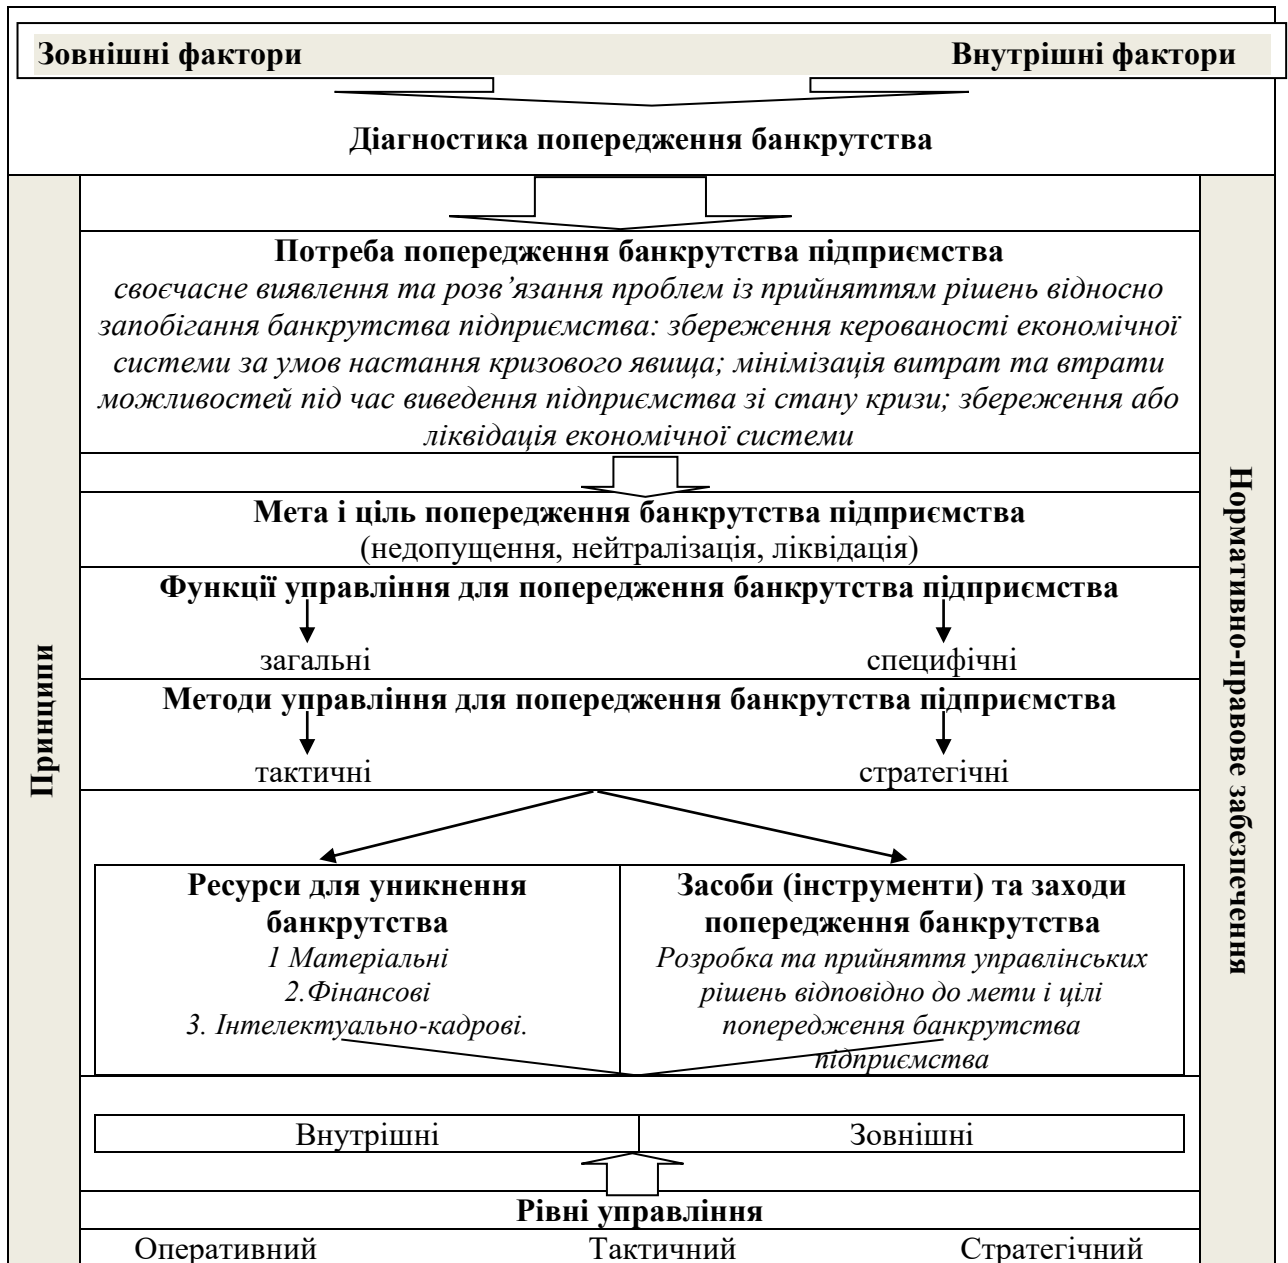 Зовнішні фактори Внутрішні фактори
Діагностика попередження банкрутства
Принципи
Потреба попередження банкрутства підприємства
своєчасне виявлення та розв’язання проблем із прийняттям рішень відносно
запобігання банкрутства підприємства: збереження керованості економічної
системи за умов настання кризового явища; мінімізація витрат та втрати
можливостей під час виведення підприємства зі стану кризи; збереження або
ліквідація економічної системи
Мета і ціль попередження банкрутства підприємства
(недопущення, нейтралізація, ліквідація)
Функції управління для попередження банкрутства підприємства
загальні специфічні
Методи управління для попередження банкрутства підприємства
тактичні стратегічні
Ресурси для уникнення
банкрутства
1 Матеріальні
2.Фінансові
3. Інтелектуально-кадрові.
Засоби (інструменти) та заходи
попередження банкрутства
Розробка та прийняття управлінських
рішень відповідно до мети і цілі
попередження банкрутства
підприємства
Внутрішні Зовнішні
Рівні управління
Оперативний Тактичний Стратегічний
Нормативно-правове забезпечення